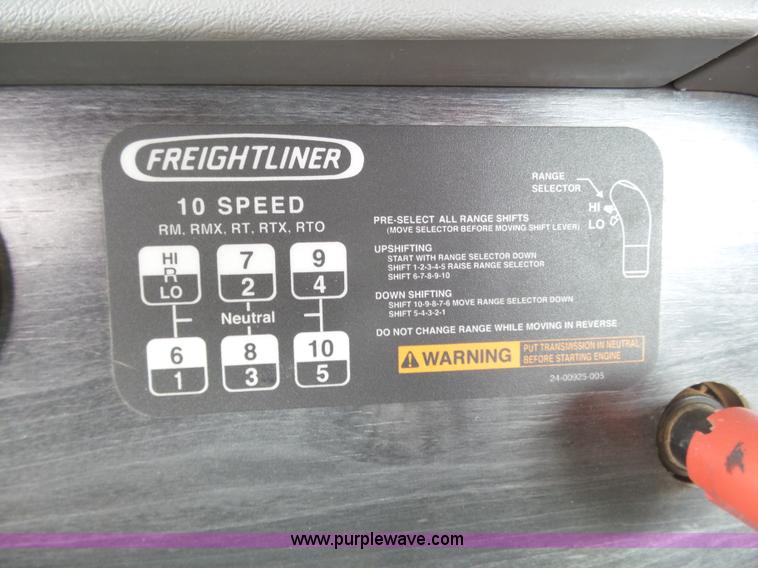 FREIGHTLINER
10 SPEED
RM, RMX, RT, RTX, RTO
HI
R
LO
7
2
9
4
Neutral
6
1
8
3
10
5
RANGE
SELECTOR
HI
LO
PRE-SELECT ALL RANGE SHIFTS
(MOVE SELECTOR BEFORE MOVING SHIFT LEVER)
UPSHIFTING
START WITH RANGE SELECTOR DOWN
SHIFT 1-2-3-4-5 RAISE RANGE SELECTOR
SHIFT 6-7-8-9-10
DOWN SHIFTING
SHIFT 10-9-8-7-6 MOVE RANGE SELECTOR DOWN
SHIFT 5-4-3-2-1
DO NOT CHANGE RANGE WHILE MOVING IN REVERSE
WARNING
PUT TRANSMISSION IN NEUTRAL
BEFORE STARTING ENGINE
24-00925-005
www.purplewave.com